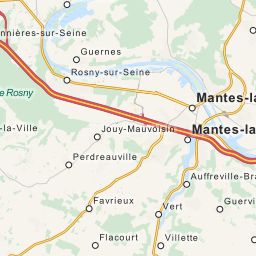 nnières-sur-Seine
Guernes
Rosny-sur-Seine
e Rosny
Mantes-la
-la-Ville
Jouy-Mauvoisin
Mantes-la
Perdreauville
Auffreville-Bra
Favrieux
Vert
Guervi
Flacourt
Villette